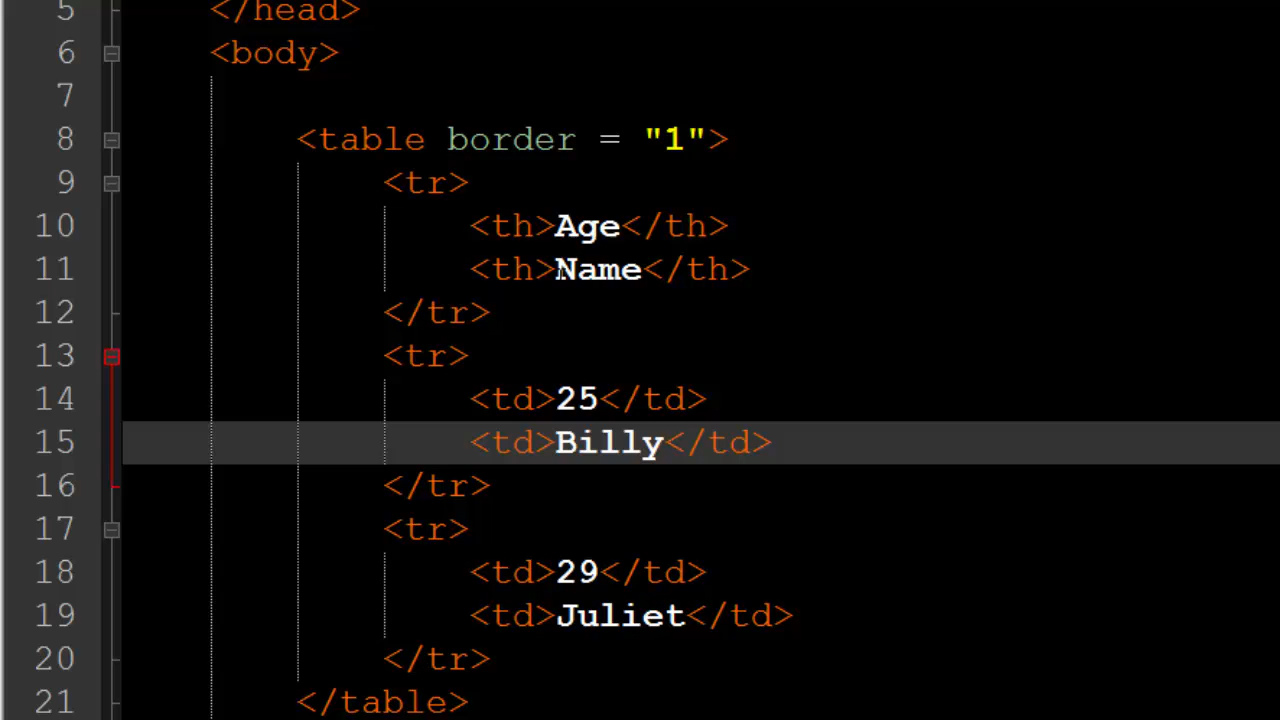 5 </head>
6 <body>
7
8 <table border = "1">
9 <tr>
10 <th>Age</th>
11 <th>Name</th>
12 </tr>
13 <tr>
14 <td>25</td>
15 <td>Billy</td>
16 </tr>
17 <tr>
18 <td>29</td>
19 <td>Juliet</td>
20 </tr>
21 </table>